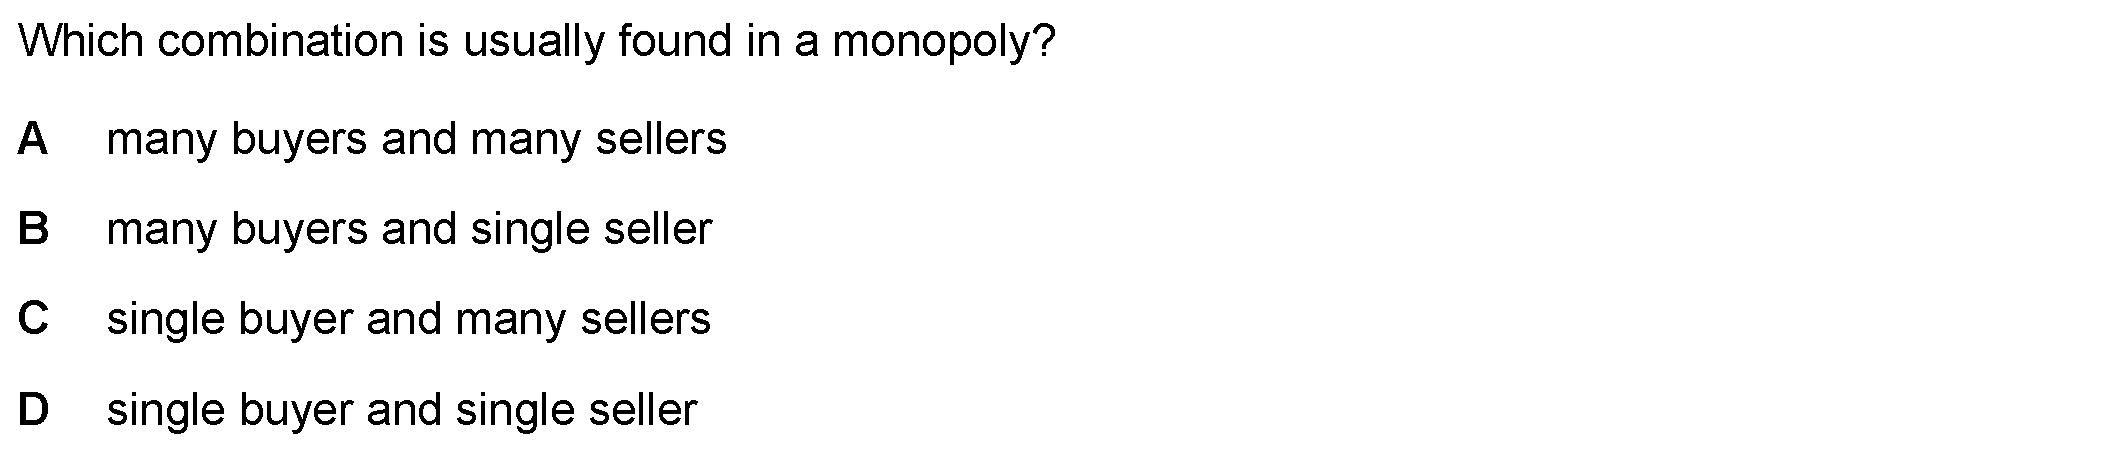 Which combination is usually found in a monopoly?
A many buyers and many sellers
B many buyers and single seller
C single buyer and many sellers
D single buyer and single seller